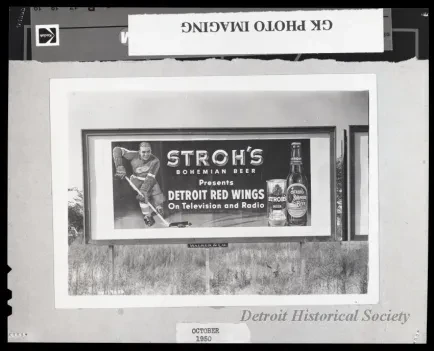 GK PHOTO IMAGING
STROH'S
BOHEMIAN BEER
Presents
DETROIT RED WINGS
On Television and Radio
Detroit Historical Society
OCTOBER
1950